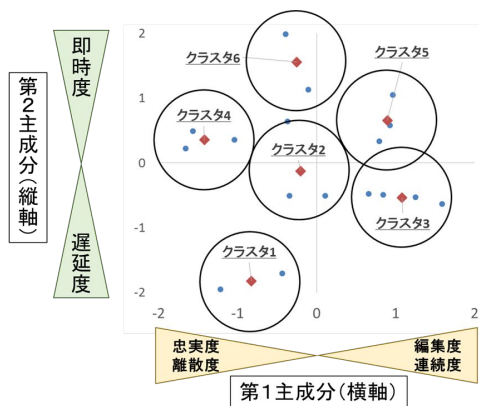 第2主成分(縦軸)
即時度
遅延度
2
1
0
-1
-2
クラスタ6
クラスタ5
クラスタ4
クラスタ2
クラスタ3
クラスタ1
-2
-1
0
1
2
忠実度
離散度
編集度
連続度
第1主成分(横軸)